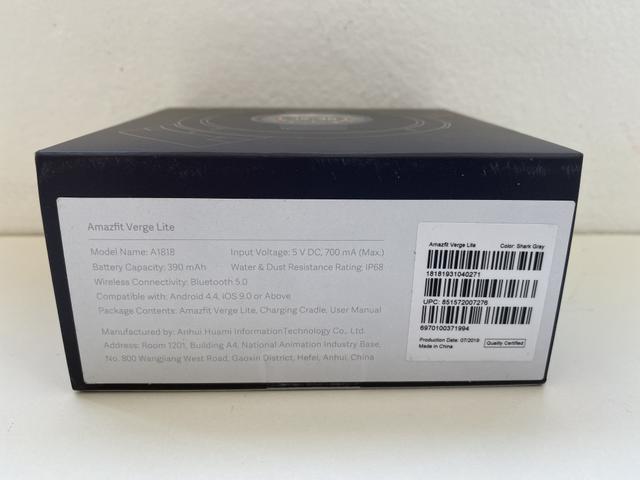 Amazfit Verge Lite
Model Name: A1818 Input Voltage: 5 V DC, 700 mA (Max.)
Battery Capacity: 390 mAh Water & Dust Resistance Rating: IP68
Wireless Connectivity: Bluetooth 5.0
Compatible with: Android 4.4, iOS 9.0 or Above
Package Contents: Amazfit Verge Lite, Charging Cradle, User Manual
Manufactured by: Anhui Huami InformationTechnology Co., Ltd.
Address: Room 1201, Building A4, National Animation Industry Base,
No. 800 Wangjiang West Road, Gaoxin District, Hefei, Anhui, China
Amazfit Verge Lite Color: Shark Gray
18181931040271
UPC: 851572007276
6970100371994
Production Date: 07/2019
Made in China
Quality Certified